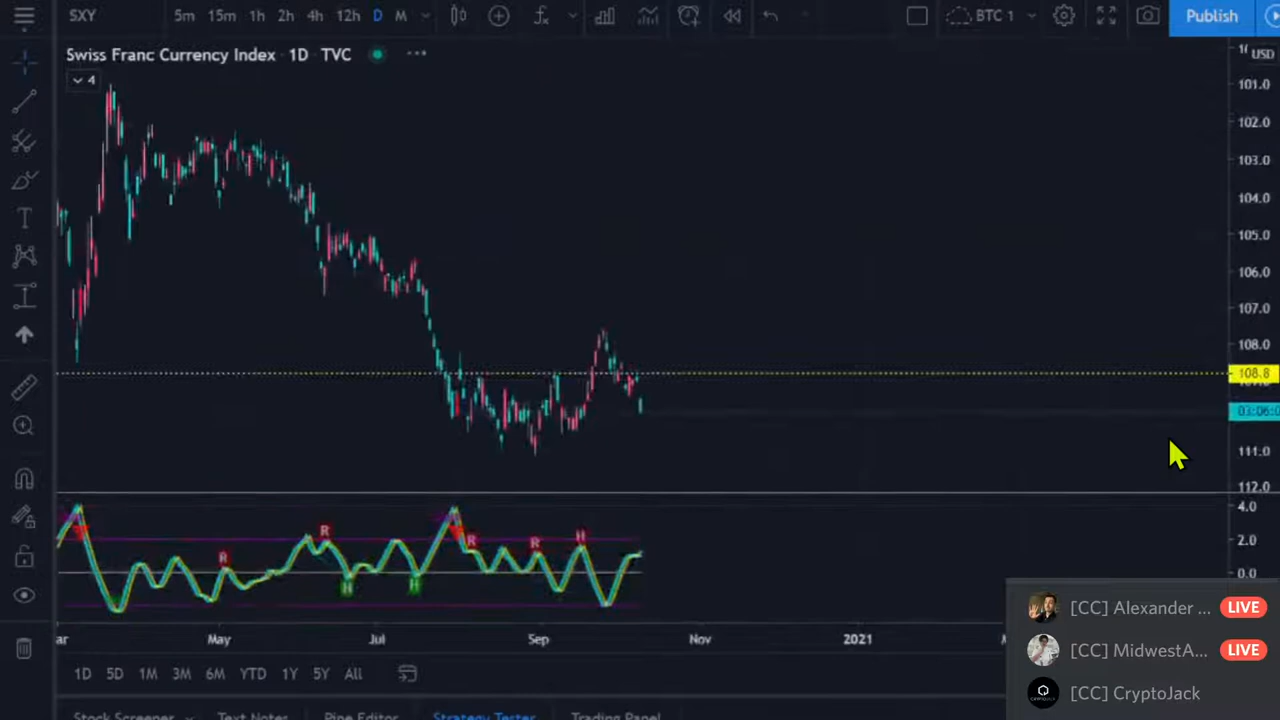 SXY 5m 15m 1h 2h 4h 12h D M BTC 1 Publish
Swiss Franc Currency Index · 1D TVC
4
USD
101.0
102.0
103.0
104.0
105.0
106.0
107.0
108.0
108.8
111.0
112.0
4.0
2.0
0.0
R R R R H
H H
May Jul Sep Nov 2021
1D 5D 1M 3M 6M YTD 1Y 5Y All
Stock Screener Text Notes Pine Editor Strategy Tester Trading Panel
[CC] Alexander ... LIVE
[CC] MidwestA... LIVE
[CC] CryptoJack